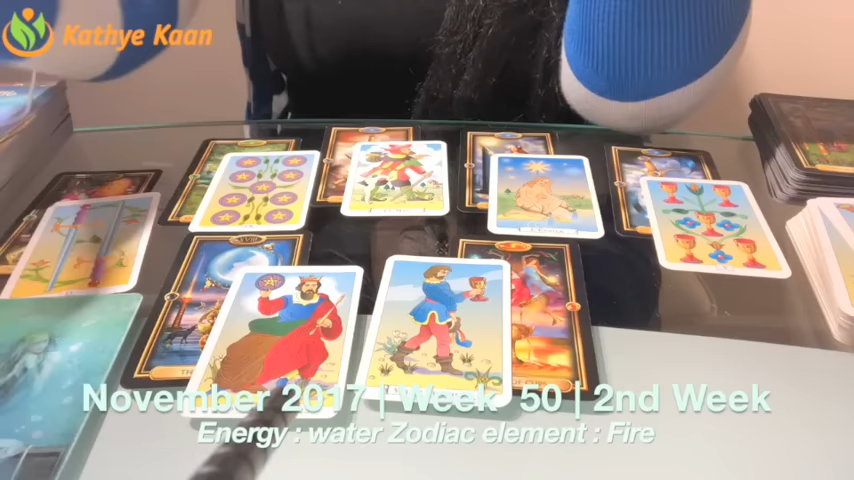 Kathye Kaan
November 2017 | Week 50 | 2nd Week
Energy : water Zodiac element : Fire